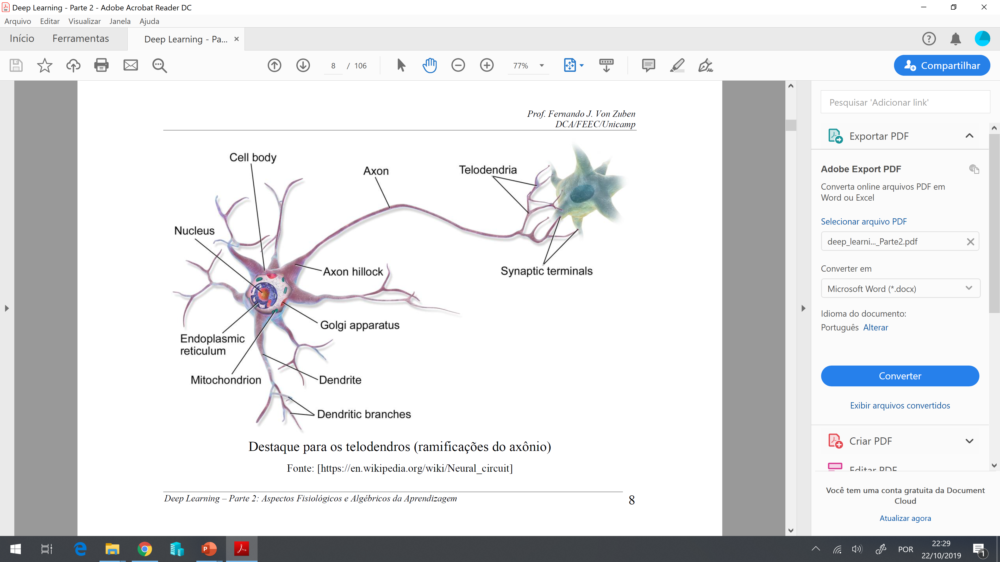 Deep Learning - Parte 2 - Adobe Acrobat Reader DC
Arquivo Editar Visualizar Janela Ajuda
Início Ferramentas Deep Learning - Pa...
8 / 106 77% Compartilhar
Pesquisar 'Adicionar link'
Exportar PDF
Adobe Export PDF
Converta online arquivos PDF em
Word ou Excel
Selecionar arquivo PDF
deep_learni..._Parte2.pdf
Converter em
Microsoft Word (*.docx)
Idioma do documento:
Português Alterar
Converter
Exibir arquivos convertidos
Criar PDF
Editar PDF
Você tem uma conta gratuita da Document
Cloud
Atualizar agora
Prof. Fernando J. Von Zuben
DCA/FEEC/Unicamp
Cell body
Axon
Telodendria
Nucleus
Axon hillock
Synaptic terminals
Golgi apparatus
Endoplasmic
reticulum
Mitochondrion
Dendrite
Dendritic branches
Destaque para os telodendros (ramificações do axônio)
Fonte: [https://en.wikipedia.org/wiki/Neural_circuit]
Deep Learning – Parte 2: Aspectos Fisiológicos e Algébricos da Aprendizagem
8
POR
22:29
22/10/2019
1